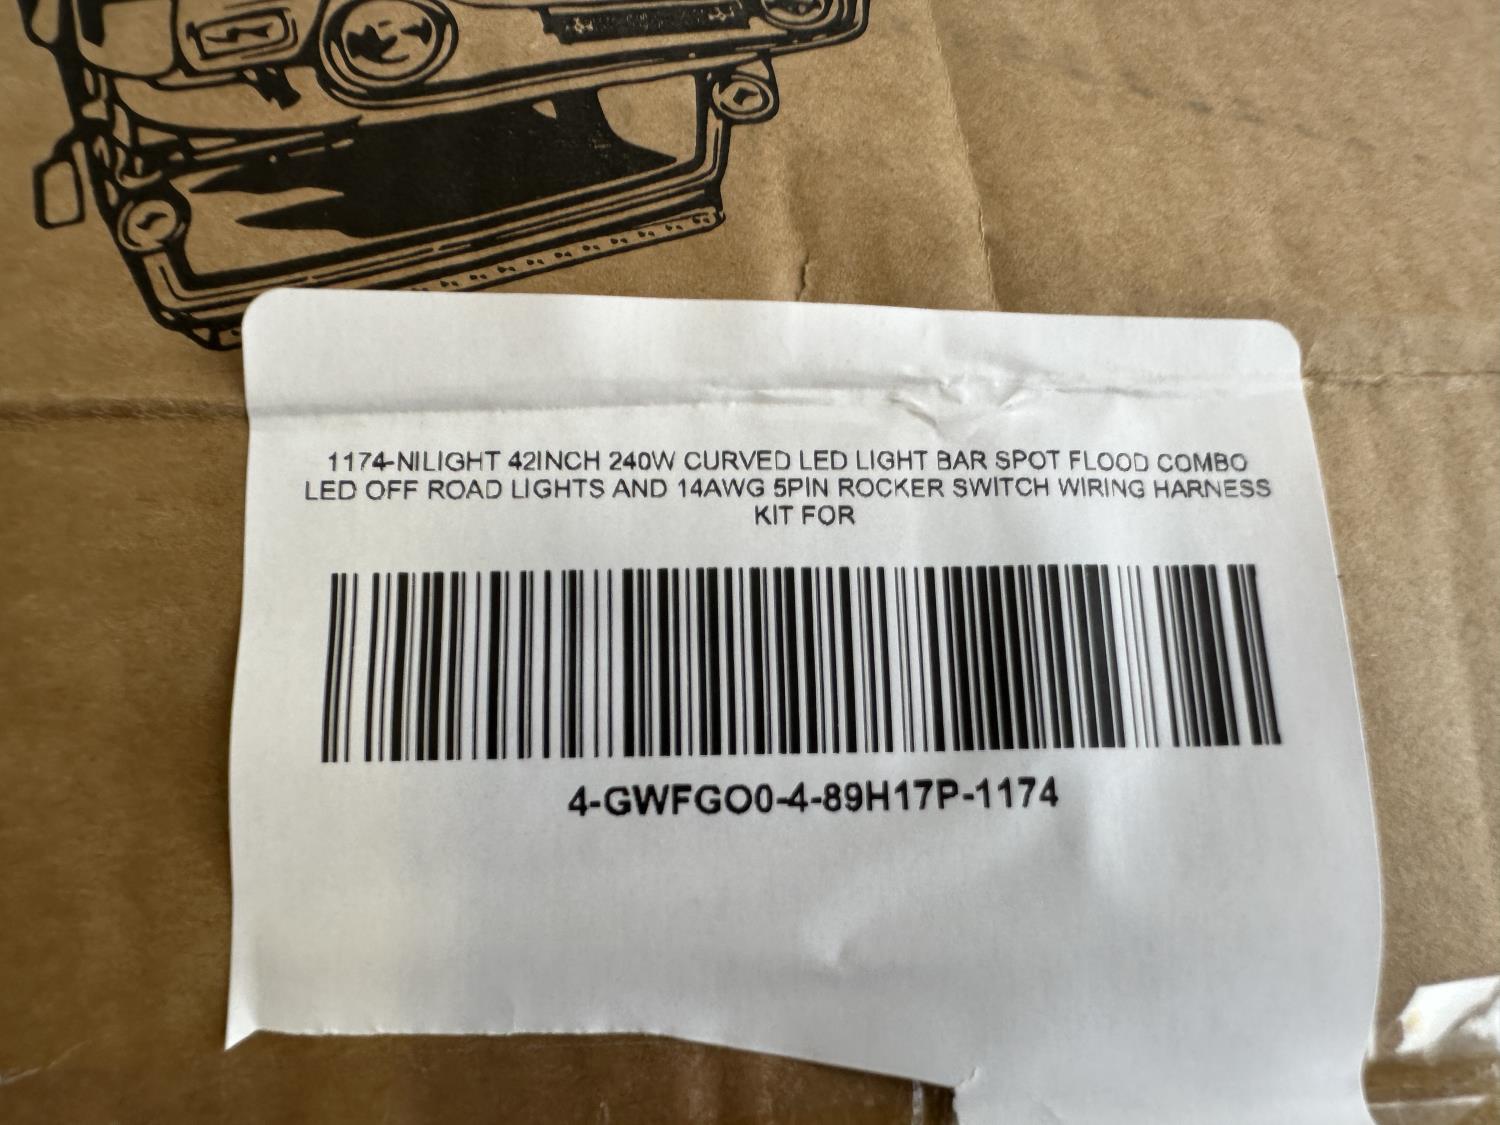 1174-NILIGHT 42INCH 240W CURVED LED LIGHT BAR SPOT FLOOD COMBO
LED OFF ROAD LIGHTS AND 14AWG 5PIN ROCKER SWITCH WIRING HARNESS
KIT FOR
4-GWFGO0-4-89H17P-1174